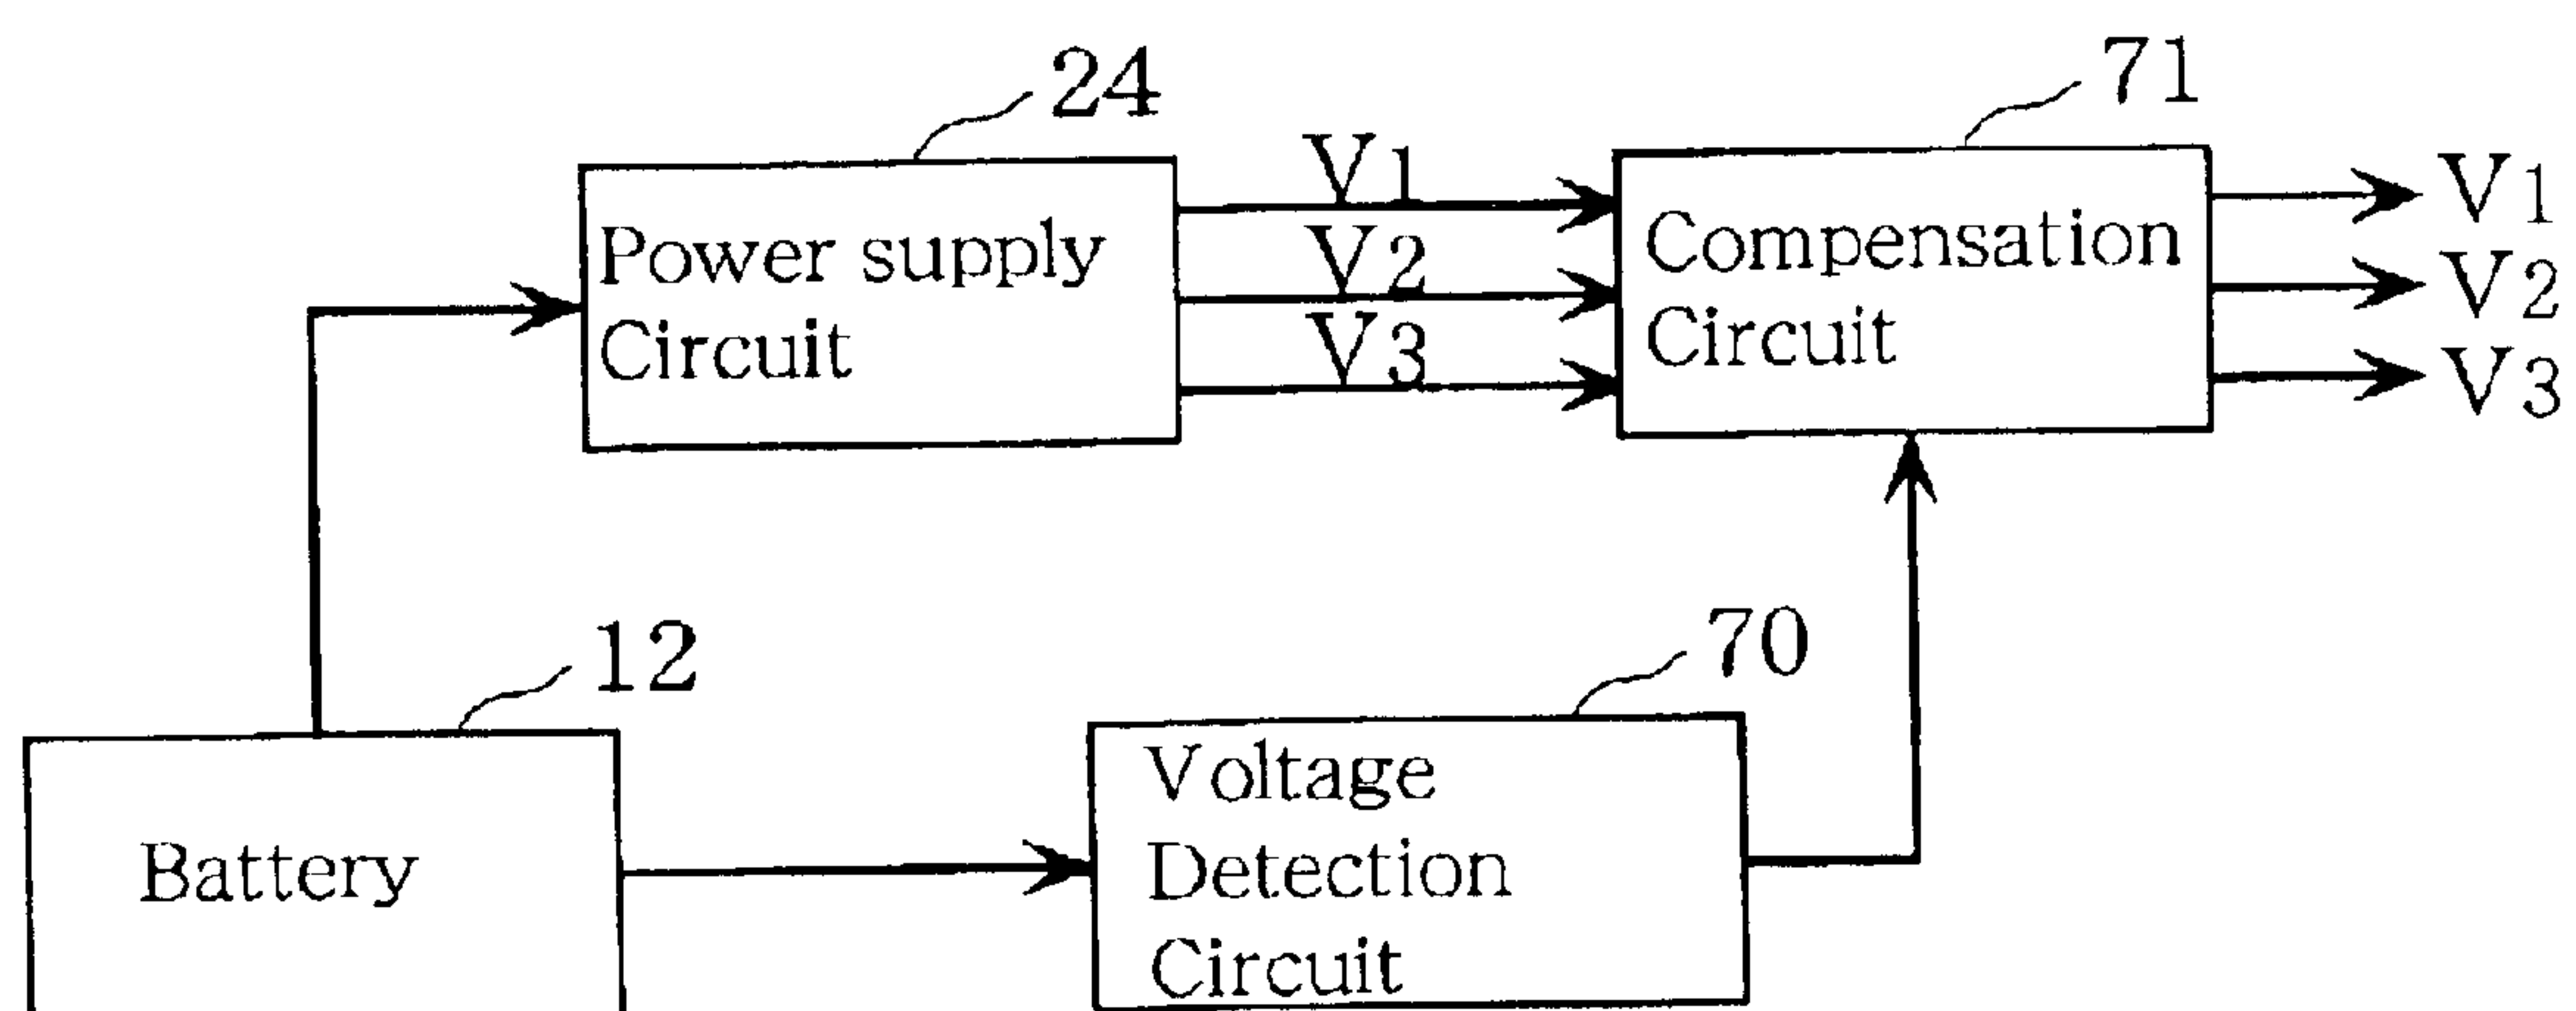 24
71
Power supply
Circuit
V1
V2
V3
Compensation
Circuit
V1
V2
V3
12
70
Battery
Voltage
Detection
Circuit